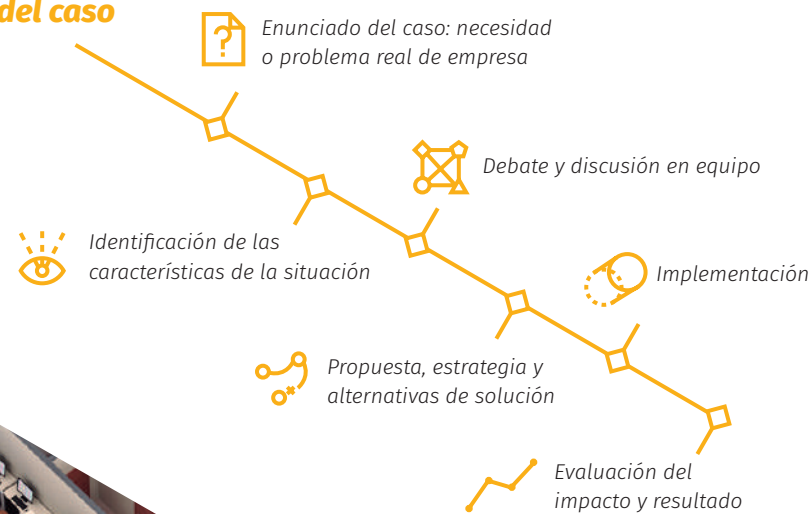 del caso
Enunciado del caso: necesidad
o problema real de empresa
Identificación de las
características de la situación
Debate y discusión en equipo
Propuesta, estrategia y
alternativas de solución
Implementación
Evaluación del
impacto y resultado